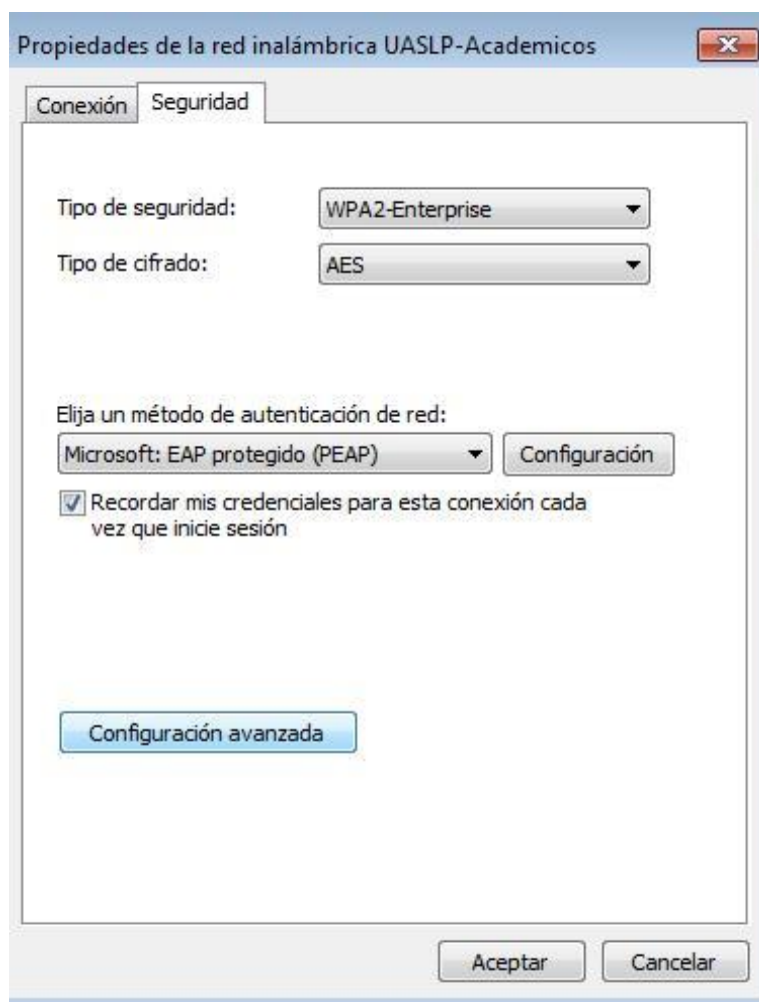 Propiedades de la red inalámbrica UASLP-Academicos
Conexión Seguridad
Tipo de seguridad: WPA2-Enterprise
Tipo de cifrado: AES
Elija un método de autenticación de red:
Microsoft: EAP protegido (PEAP) Configuración
Recordar mis credenciales para esta conexión cada
vez que inicie sesión
Configuración avanzada
Aceptar Cancelar